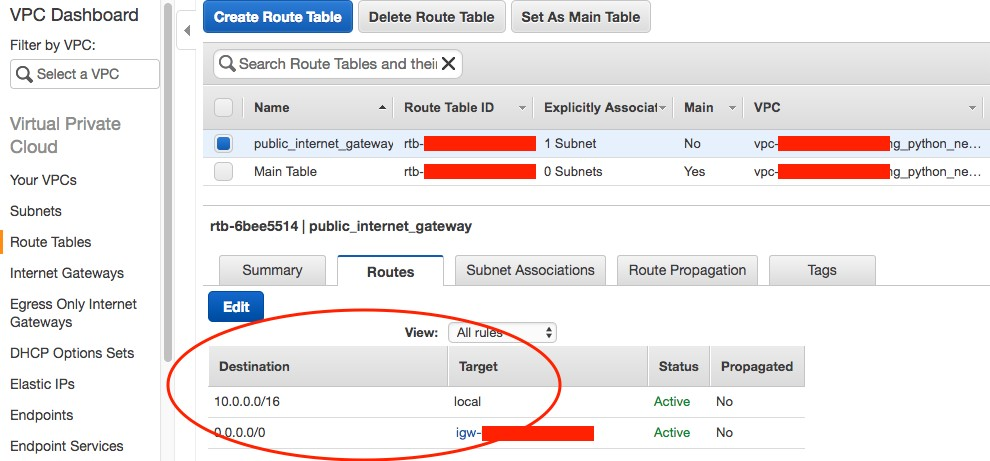 VPC Dashboard
Filter by VPC:
Select a VPC
Virtual Private
Cloud
Your VPCs
Subnets
Route Tables
Internet Gateways
Egress Only Internet
Gateways
DHCP Options Sets
Elastic IPs
Endpoints
Endpoint Services
Create Route Table Delete Route Table Set As Main Table
Search Route Tables and thei
Name Route Table ID Explicitly Associat Main VPC
public_internet_gateway rtb- 1 Subnet No vpc- ng_python_ne...
Main Table rtb- 0 Subnets Yes vpc- ng_python_ne...
rtb-6bee5514 | public_internet_gateway
Summary Routes Subnet Associations Route Propagation Tags
Edit
View: All rules
Destination Target Status Propagated
10.0.0.0/16 local Active No
0.0.0.0/0 igw- Active No